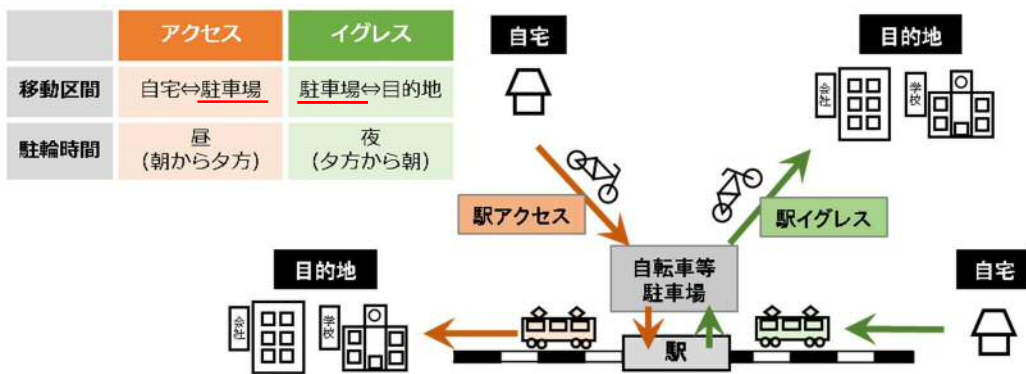 アクセス イグレス
移動区間 自宅⇔駐車場 駐車場⇔目的地
駐輪時間 昼 夜
(朝から夕方) (夕方から朝)
自宅
目的地
会社
学校
駅アクセス
駅イグレス
自転車等
駐車場
目的地
会社
学校
自宅
駅